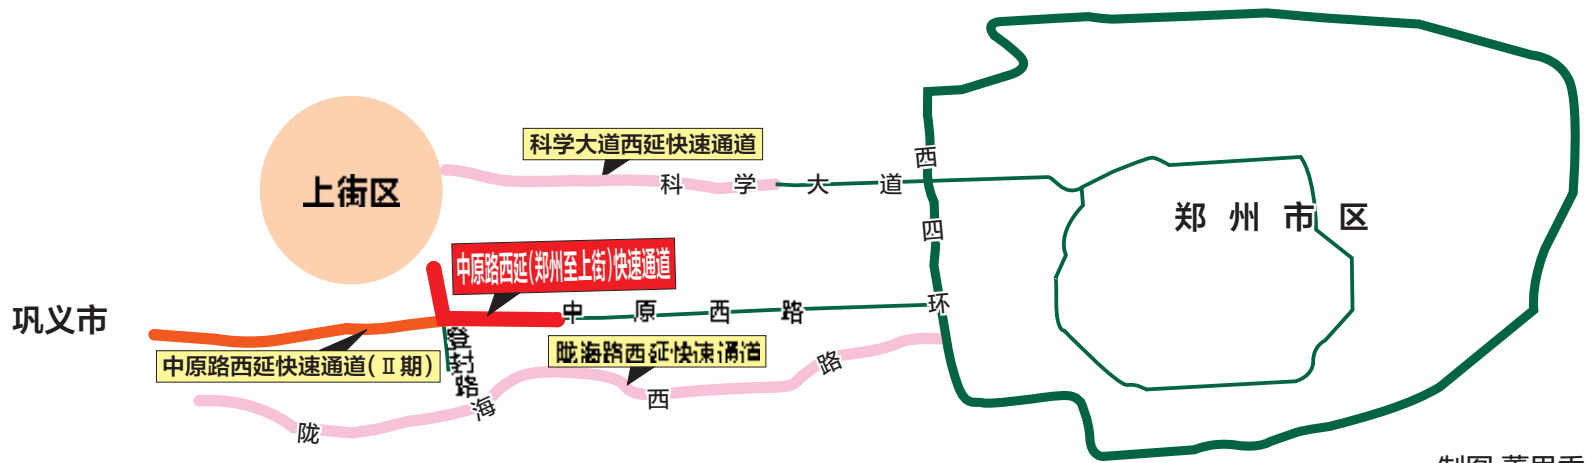 科学大道西延快速通道
科学大道
上街区
西四环
郑州市区
中原路西延(郑州至上街)快速通道
中原西路
巩义市
中原路西延快速通道(Ⅱ期)
登封路
陇海路西延快速通道
陇海西路
制图